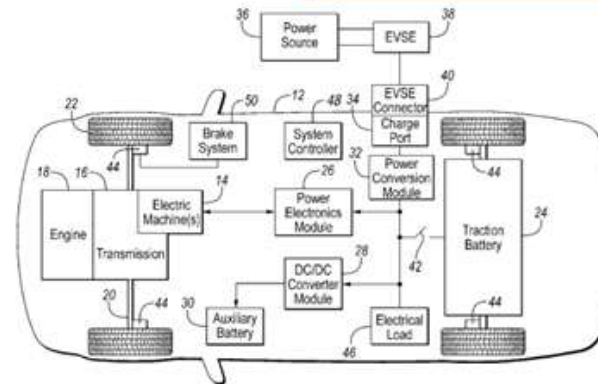 36
Power
Source
EVSE
38
40
12
34
EVSE
Connector
Charge
Port
22
50
48
Brake
System
System
Controller
44
32
Power
Conversion
Module
44
18
16
14
26
Electric
Machine(s)
Power
Electronics
Module
Engine
Transmission
Traction
Battery
24
42
28
DC/DC
Converter
Module
20
44
30
Auxiliary
Battery
Electrical
Load
46
44